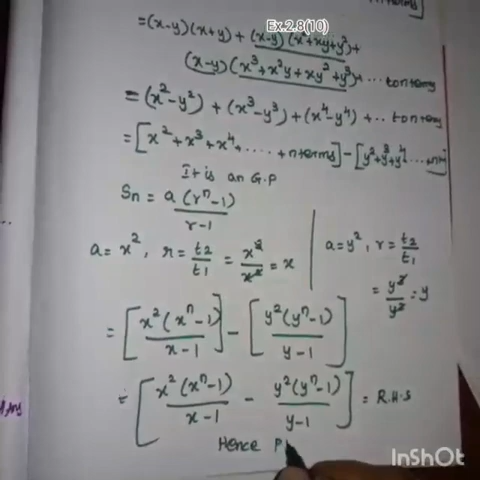 n terms]
Ex.2.8(10)
=(x-y)(x+y) + (x-y)(x²+xy+y²)+
(x-y)(x³+x²y+xy²+y³)+ ... to n terms
= (x²-y²) + (x³-y³)+(x⁴-y⁴) + .. to n terms
= [x²+x³+x⁴+.....+n terms] - [y²+y³+y⁴.....n]
It is an G.P
Sn = a(rⁿ-1)/r-1
a = x², r = t2/t1 = x³/x² = x | a=y², r = t2/t1
= y³/y² = y
= [x²(xⁿ-1)/x-1] - [y²(yⁿ-1)/y-1]
= [x²(xⁿ-1)/x-1 - y²(yⁿ-1)/y-1] = R.H.S
Hence P
InShOt